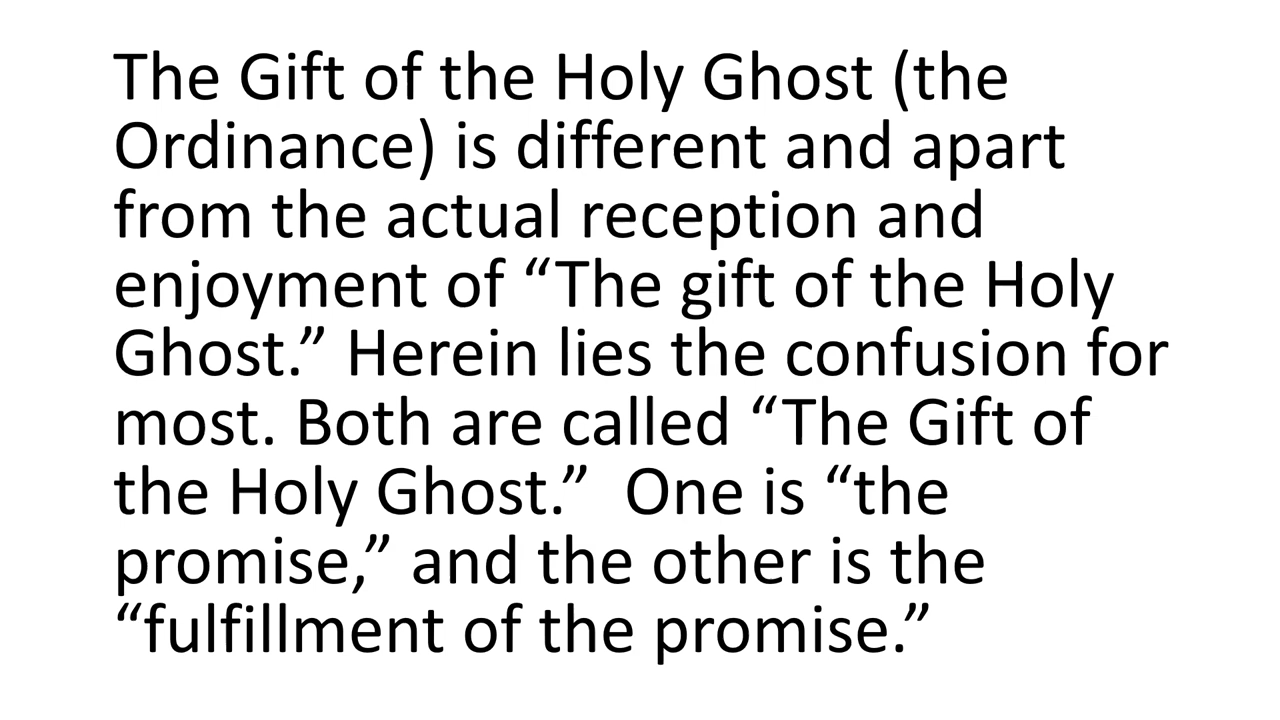 The Gift of the Holy Ghost (the
Ordinance) is different and apart
from the actual reception and
enjoyment of “The gift of the Holy
Ghost.” Herein lies the confusion for
most. Both are called “The Gift of
the Holy Ghost.”  One is “the
promise,” and the other is the
“fulfillment of the promise.”